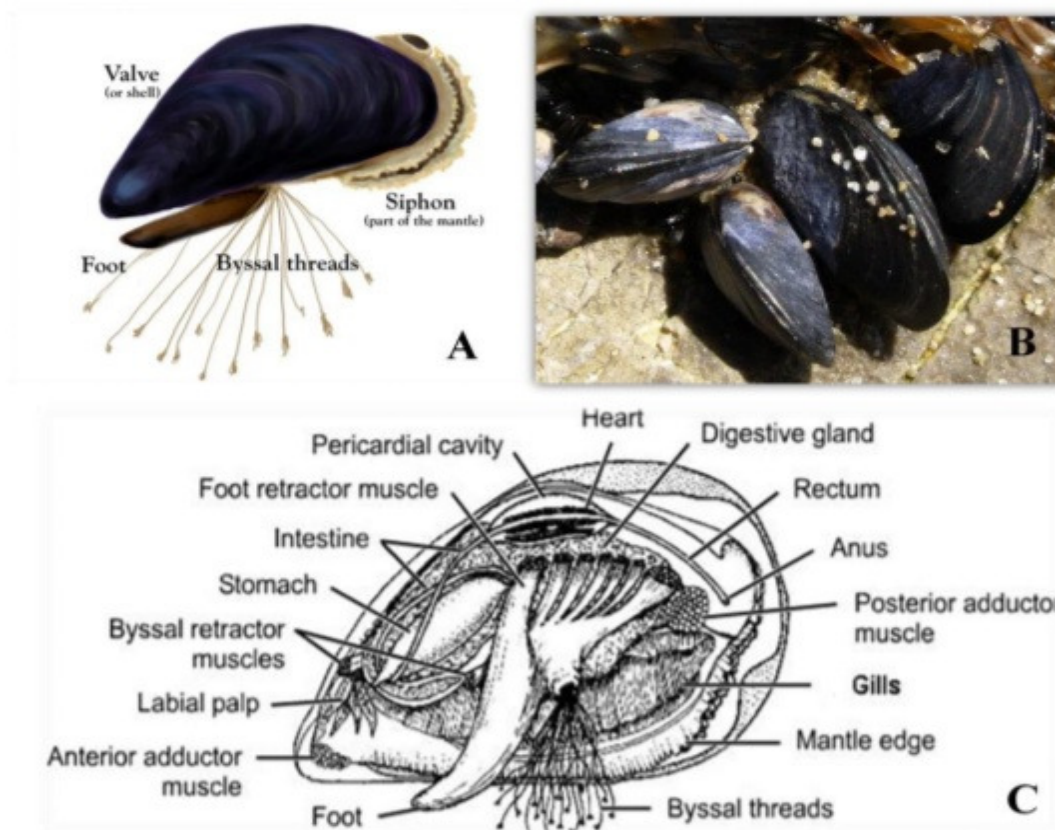 Valve
(or shell)
Siphon
(part of the mantle)
Foot
Byssal threads
A
B
Heart
Pericardial cavity
Digestive gland
Foot retractor muscle
Rectum
Intestine
Anus
Stomach
Posterior adductor
muscle
Byssal retractor
muscles
Gills
Labial palp
Mantle edge
Anterior adductor
muscle
Foot
Byssal threads
C